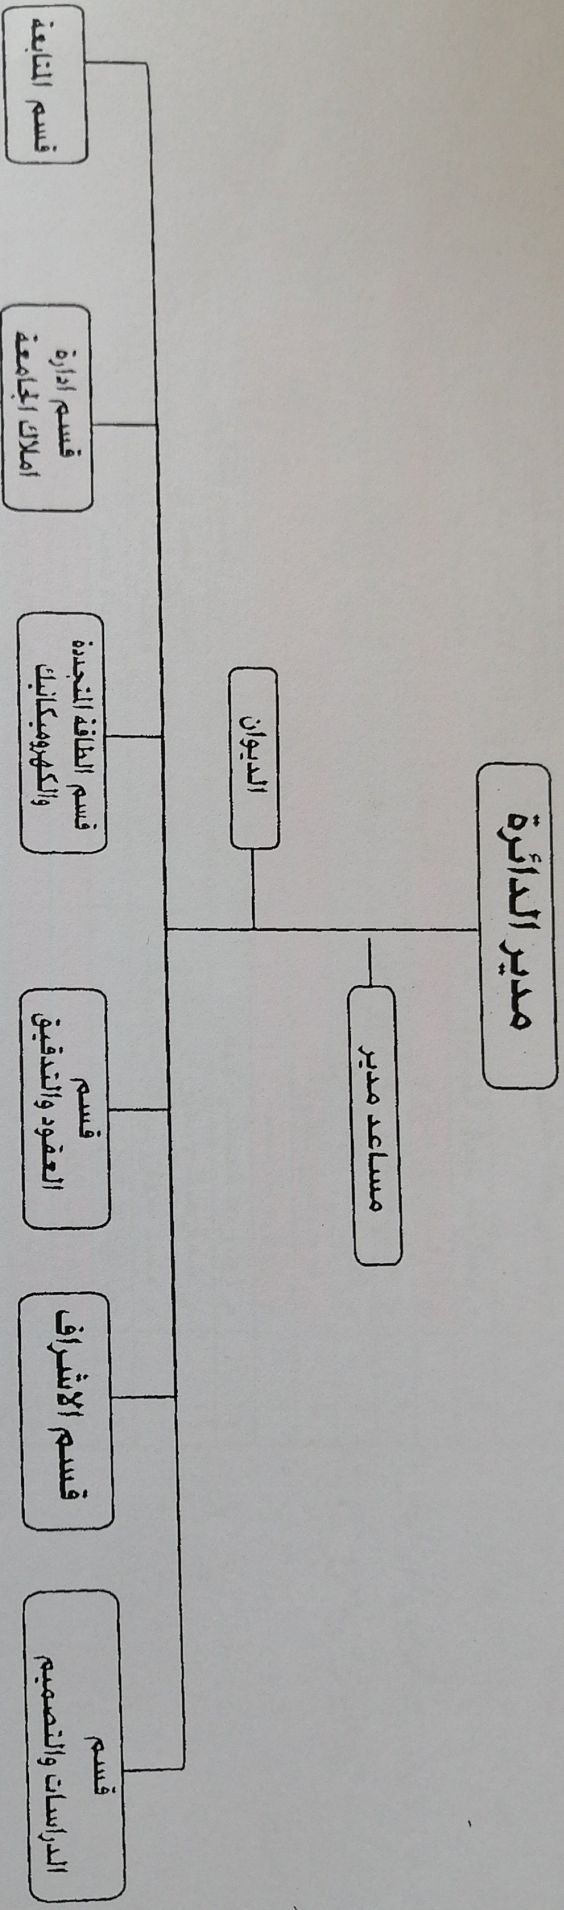 مدير الدائرة
مساعد مدير
الديوان
قسم
الدراسات والتصميم
قسم الاشراف
قسم
العقود والتدقيق
قسم الطاقة المتجددة
والكهروميكانيك
قسم ادارة
املاك الجامعة
قسم المتابعة